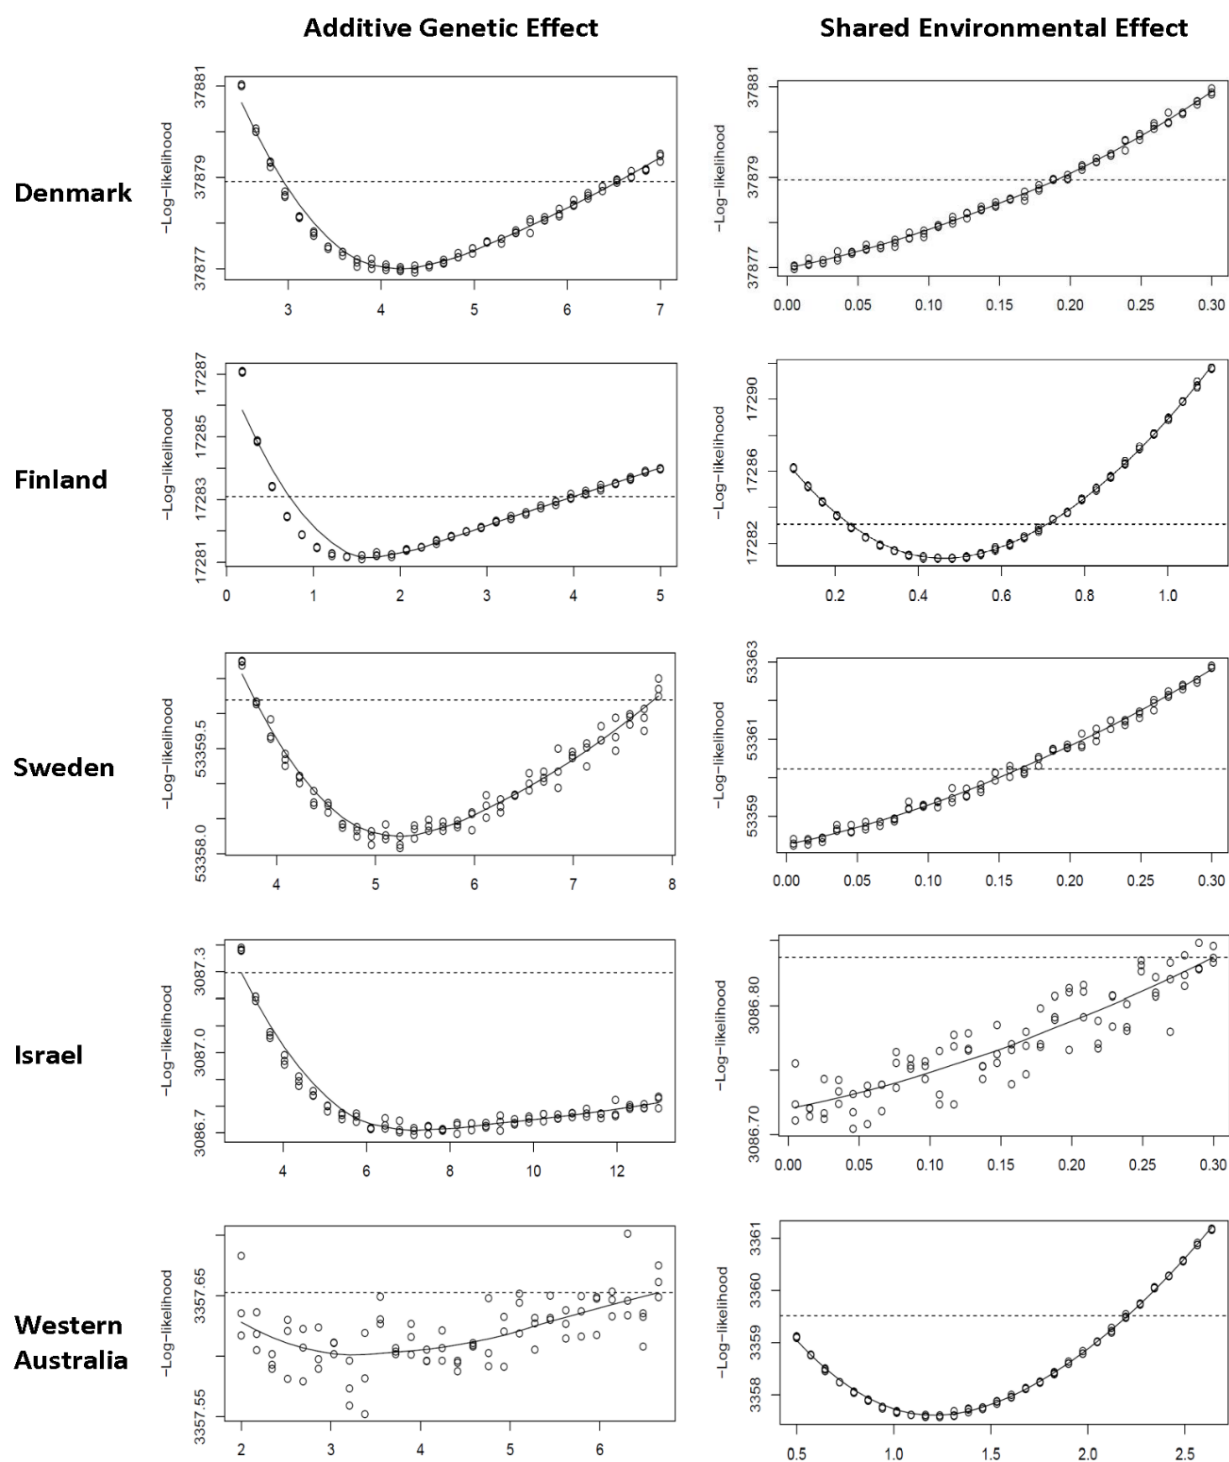 Additive Genetic Effect
Shared Environmental Effect
Denmark
−Log−likelihood
37877 37879 37881
3 4 5 6 7
−Log−likelihood
37877 37879 37881
0.00 0.05 0.10 0.15 0.20 0.25 0.30
Finland
−Log−likelihood
17281 17283 17285 17287
0 1 2 3 4 5
−Log−likelihood
17282 17286 17290
0.2 0.4 0.6 0.8 1.0
Sweden
−Log−likelihood
53358.0 53359.5
4 5 6 7 8
−Log−likelihood
53359 53361 53363
0.00 0.05 0.10 0.15 0.20 0.25 0.30
Israel
−Log−likelihood
3086.7 3087.0 3087.3
4 6 8 10 12
−Log−likelihood
3086.70 3086.80
0.00 0.05 0.10 0.15 0.20 0.25 0.30
Western
Australia
−Log−likelihood
3357.55 3357.65
2 3 4 5 6
−Log−likelihood
3358 3359 3360 3361
0.5 1.0 1.5 2.0 2.5